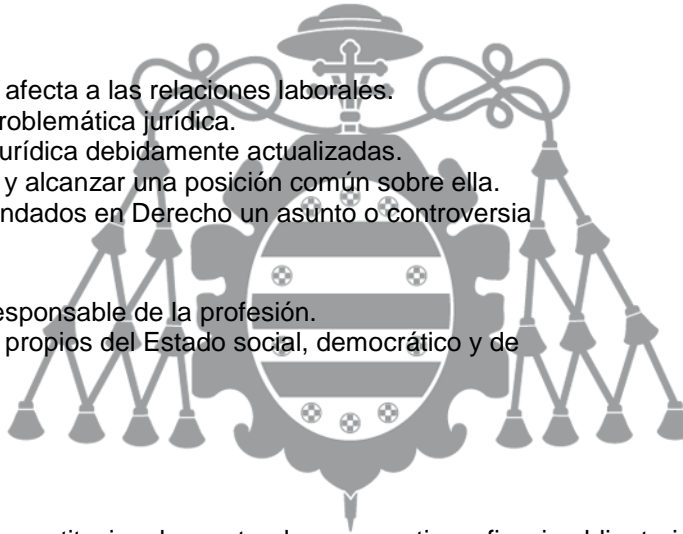 afecta a las relaciones laborales.
roblemática jurídica.
urídica debidamente actualizadas.
y alcanzar una posición común sobre ella.
ndados en Derecho un asunto o controversia
esponsable de la profesión.
propios del Estado social, democrático y de